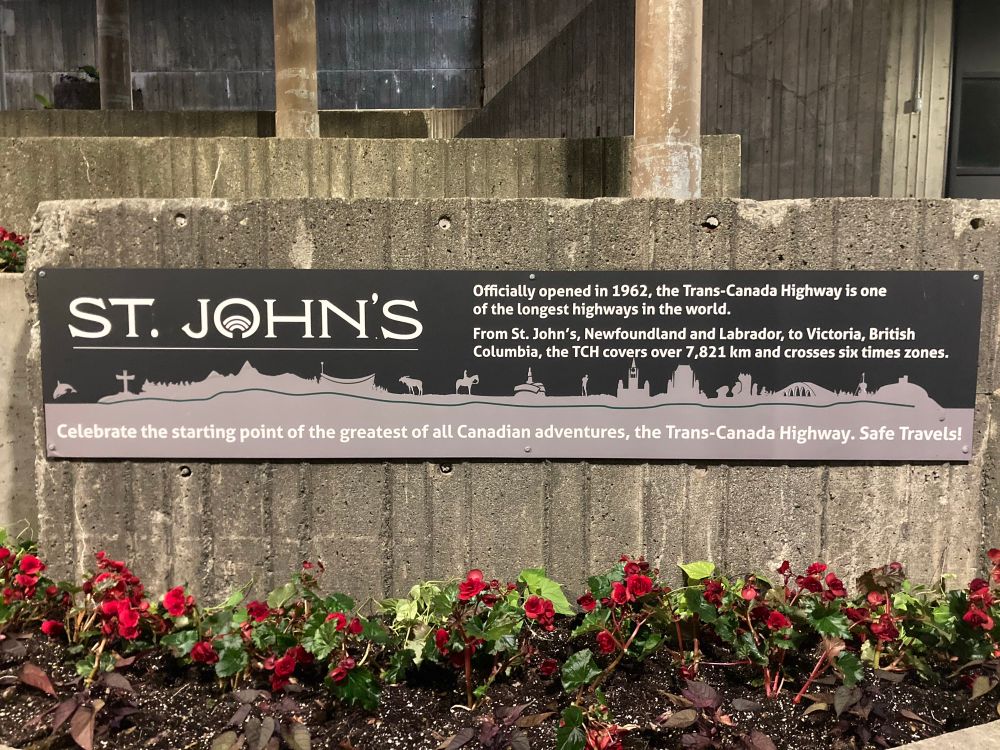 ST. JOHN'S
Officially opened in 1962, the Trans-Canada Highway is one
of the longest highways in the world.
From St. John's, Newfoundland and Labrador, to Victoria, British
Columbia, the TCH covers over 7,821 km and crosses six times zones.
Celebrate the starting point of the greatest of all Canadian adventures, the Trans-Canada Highway. Safe Travels!